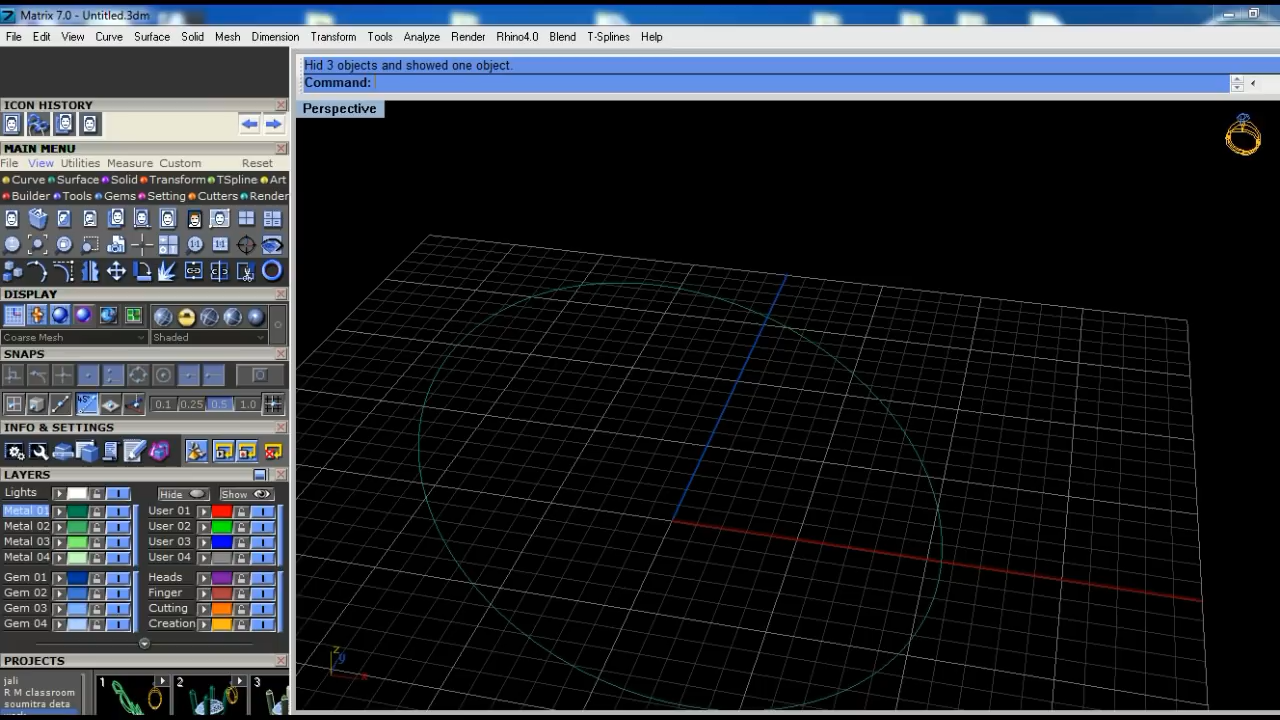 Matrix 7.0 - Untitled.3dm
File Edit View Curve Surface Solid Mesh Dimension Transform Tools Analyze Render Rhino4.0 Blend T-Splines Help
Hid 3 objects and showed one object.
Command:
Perspective
ICON HISTORY
MAIN MENU
File View Utilities Measure Custom Reset
Curve Surface Solid Transform TSpline Art
Builder Tools Gems Setting Cutters Render
DISPLAY
Coarse Mesh Shaded
SNAPS
45°
0.1 0.25 0.5 1.0
INFO & SETTINGS
LAYERS
Lights Hide Show
Metal 01 User 01
Metal 02 User 02
Metal 03 User 03
Metal 04 User 04
Gem 01 Heads
Gem 02 Finger
Gem 03 Cutting
Gem 04 Creation
PROJECTS
jali
R M classroom
soumitra deta
1 2 3
z
y
x